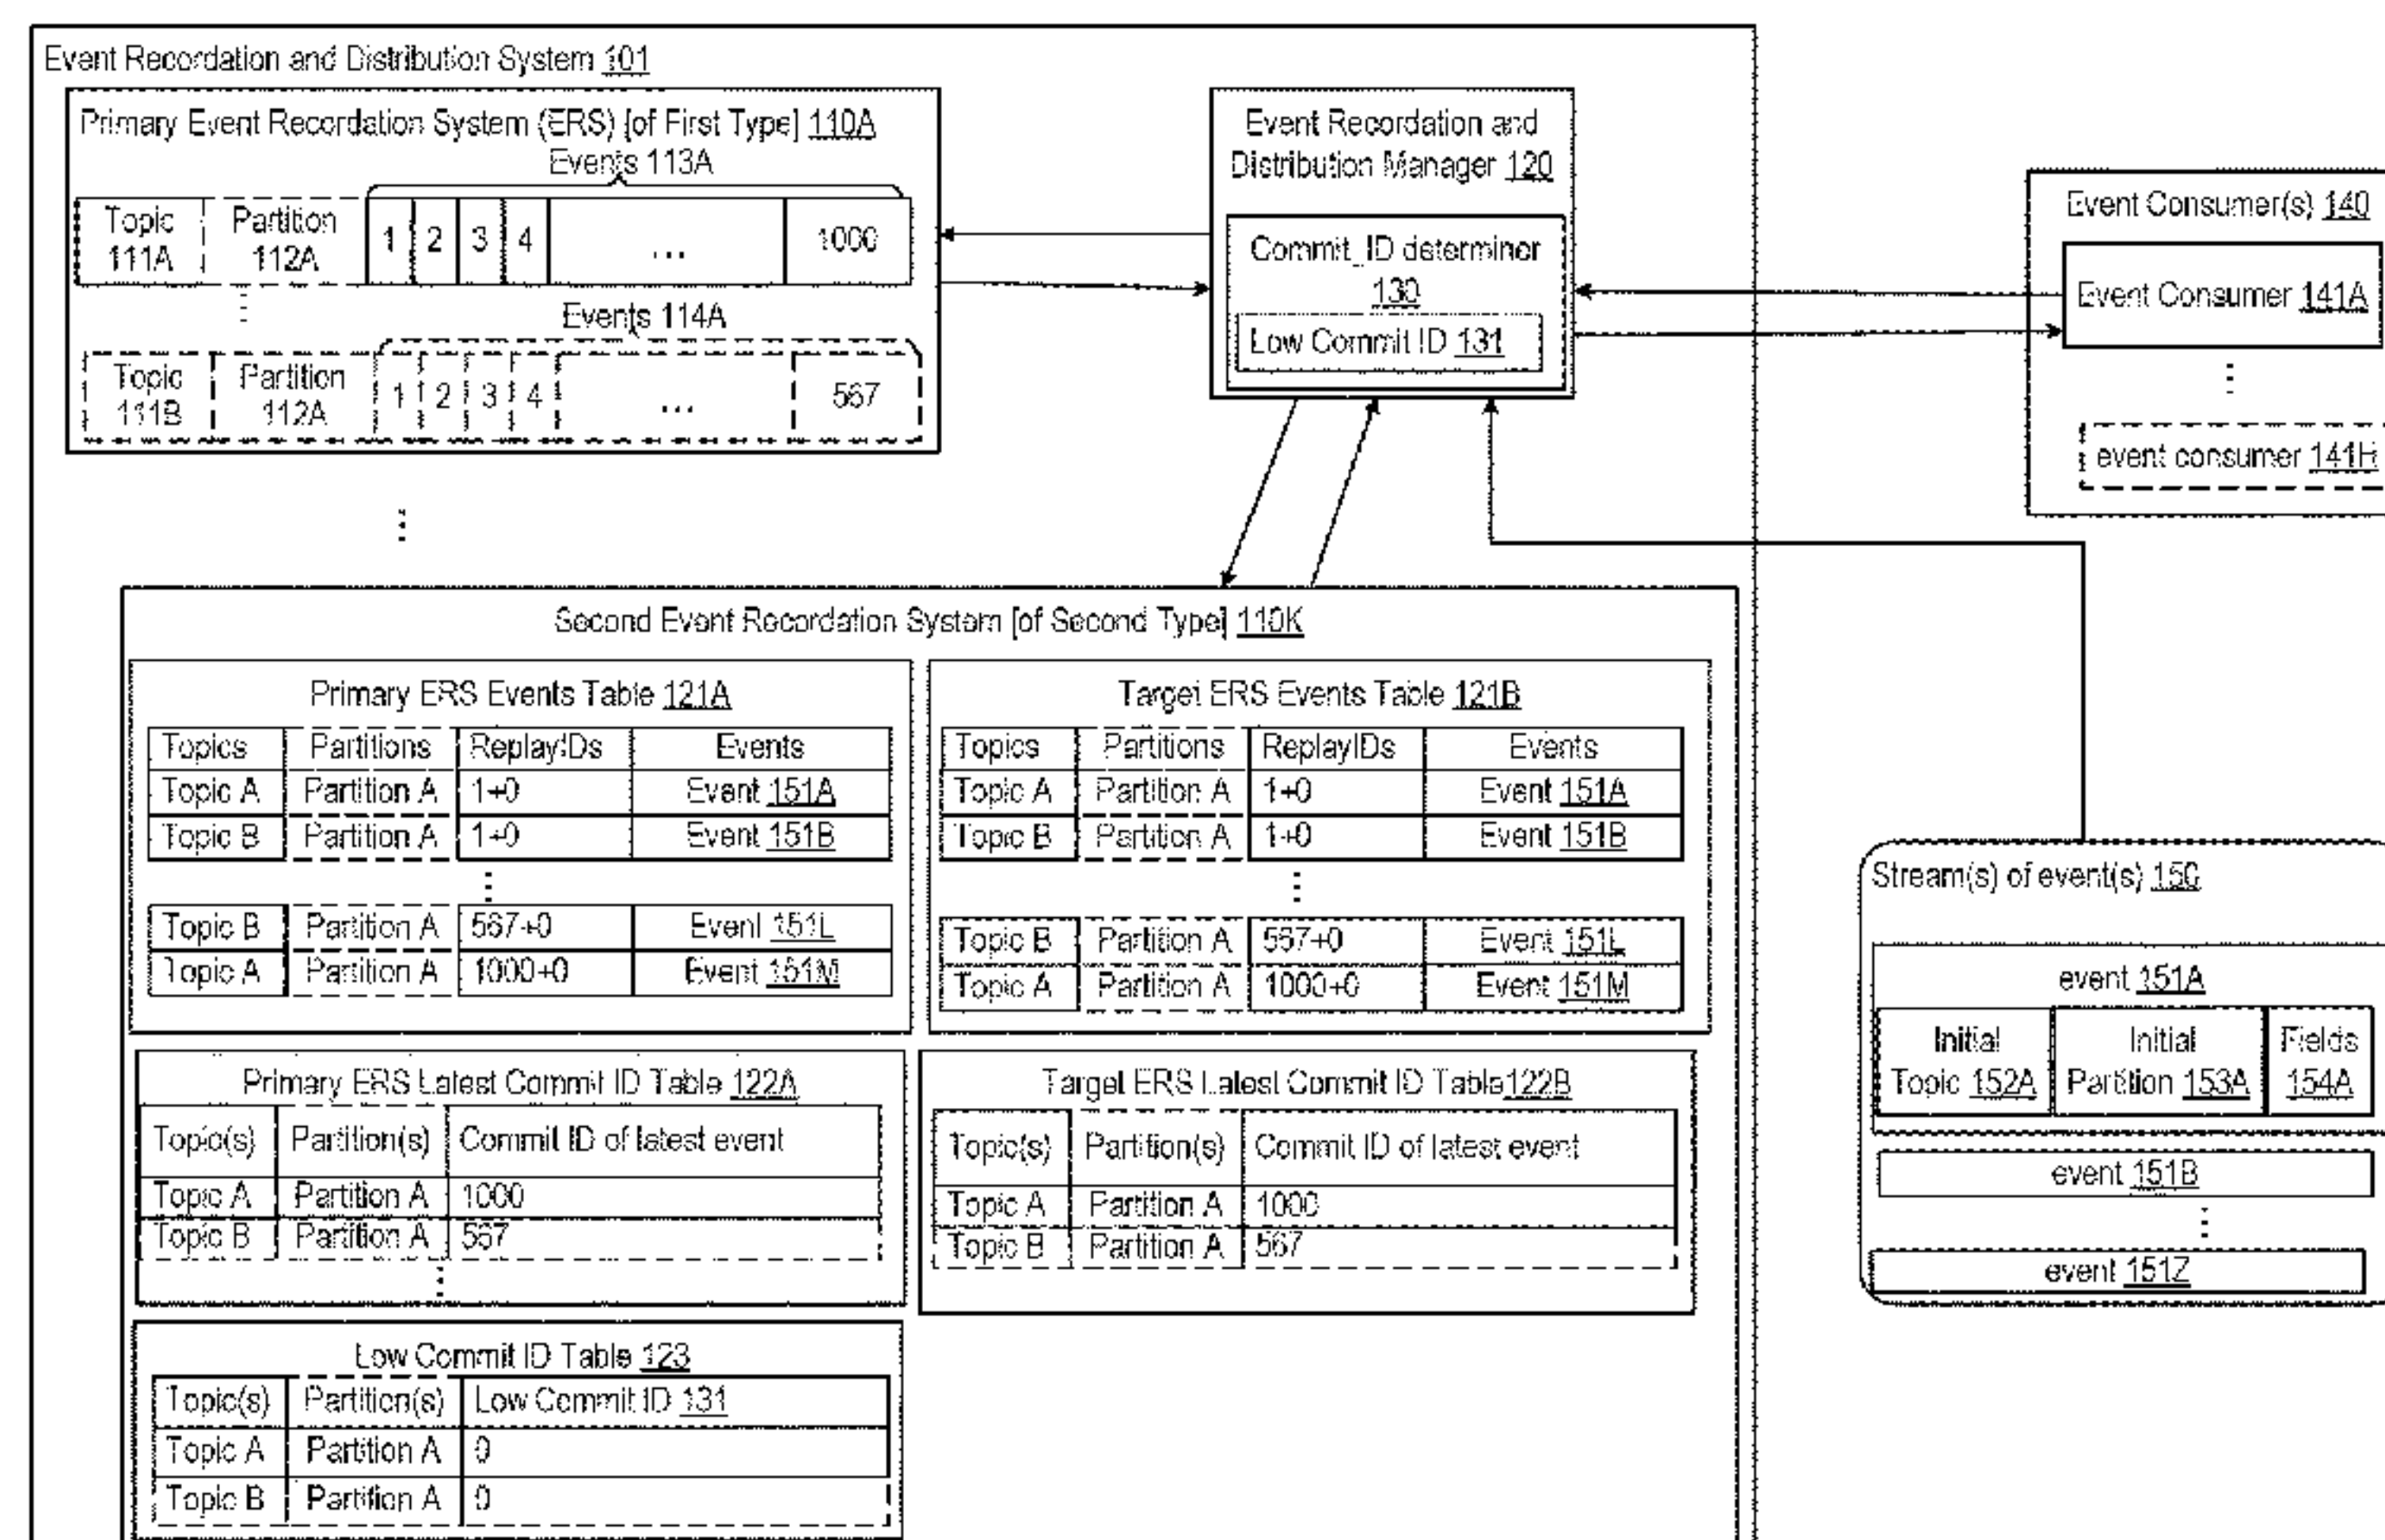 Event Recordation and Distribution System 101
Primary Event Recordation System (ERS) [of First Type] 110A
Events 113A
Topic 111A Partition 112A 1 2 3 4 ... 1000
⋮
Events 114A
Topic 111B Partition 112A 1 2 3 4 ... 567
⋮
Event Recordation and
Distribution Manager 120
Commit_ID determiner
130
Low Commit ID 131
Event Consumer(s) 140
Event Consumer 141A
⋮
event consumer 141R
Second Event Recordation System [of Second Type] 110K
Primary ERS Events Table 121A
Topics Partitions ReplayIDs Events
Topic A Partition A 1+0 Event 151A
Topic B Partition A 1+0 Event 151B
⋮
Topic B Partition A 567+0 Event 151L
Topic A Partition A 1000+0 Event 151M
Target ERS Events Table 121B
Topics Partitions ReplayIDs Events
Topic A Partition A 1+0 Event 151A
Topic B Partition A 1+0 Event 151B
⋮
Topic B Partition A 567+0 Event 151L
Topic A Partition A 1000+0 Event 151M
Primary ERS Latest Commit ID Table 122A
Topic(s) Partition(s) Commit ID of latest event
Topic A Partition A 1000
Topic B Partition A 567
⋮
Target ERS Latest Commit ID Table122B
Topic(s) Partition(s) Commit ID of latest event
Topic A Partition A 1000
Topic B Partition A 567
Low Commit ID Table 123
Topic(s) Partition(s) Low Commit ID 131
Topic A Partition A 0
Topic B Partition A 0
Stream(s) of event(s) 150
event 151A
Initial Topic 152A Initial Partition 153A Fields 154A
event 151B
⋮
event 151Z